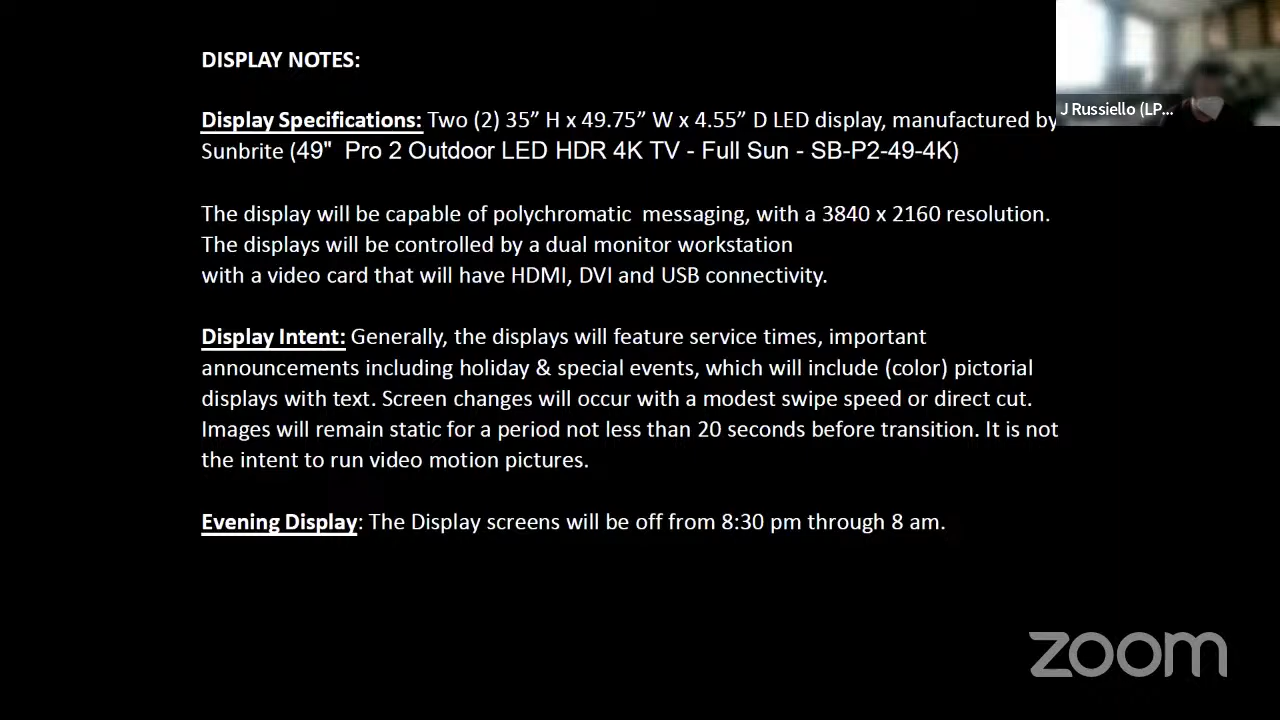 DISPLAY NOTES:
J Russiello (LP...
Display Specifications: Two (2) 35” H x 49.75” W x 4.55” D LED display, manufactured by
Sunbrite (49" Pro 2 Outdoor LED HDR 4K TV - Full Sun - SB-P2-49-4K)
The display will be capable of polychromatic messaging, with a 3840 x 2160 resolution.
The displays will be controlled by a dual monitor workstation
with a video card that will have HDMI, DVI and USB connectivity.
Display Intent: Generally, the displays will feature service times, important
announcements including holiday & special events, which will include (color) pictorial
displays with text. Screen changes will occur with a modest swipe speed or direct cut.
Images will remain static for a period not less than 20 seconds before transition. It is not
the intent to run video motion pictures.
Evening Display: The Display screens will be off from 8:30 pm through 8 am.
zoom